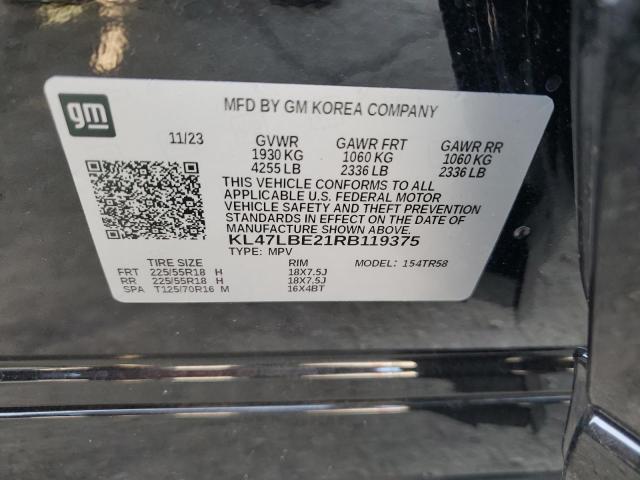 gm
MFD BY GM KOREA COMPANY
11/23 GVWR GAWR FRT GAWR RR
1930 KG 1060 KG 1060 KG
4255 LB 2336 LB 2336 LB
THIS VEHICLE CONFORMS TO ALL
APPLICABLE U.S. FEDERAL MOTOR
VEHICLE SAFETY AND THEFT PREVENTION
STANDARDS IN EFFECT ON THE DATE OF
MANUFACTURE SHOWN ABOVE.
KL47LBE21RB119375
TYPE: MPV MODEL: 154TR58
TIRE SIZE RIM
FRT 225/55R18 H 18X7.5J
RR 225/55R18 H 18X7.5J
SPA T125/70R16 M 16X4BT